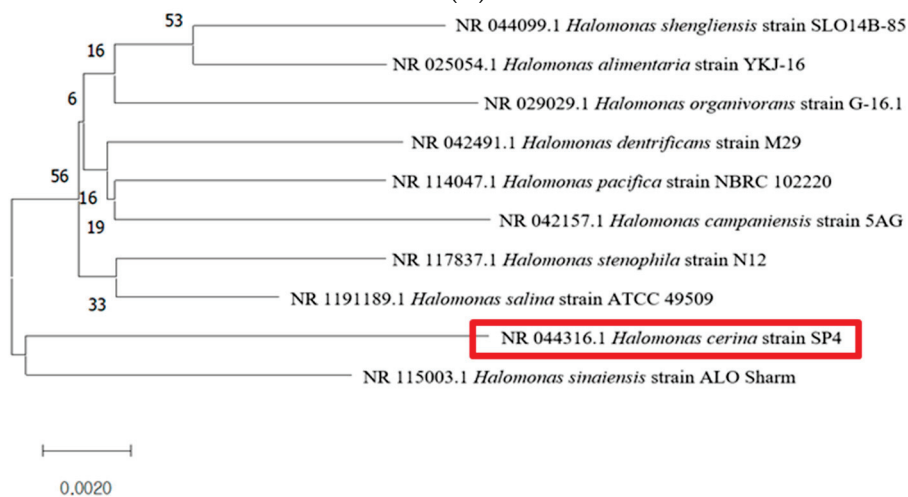 53
NR 044099.1 Halomonas shengliensis strain SLO14B-85
16
NR 025054.1 Halomonas alimentaria strain YKJ-16
6
NR 029029.1 Halomonas organivorans strain G-16.1
NR 042491.1 Halomonas dentrificans strain M29
56
NR 114047.1 Halomonas pacifica strain NBRC 102220
16
NR 042157.1 Halomonas campaniensis strain 5AG
19
NR 117837.1 Halomonas stenophila strain N12
33
NR 1191189.1 Halomonas salina strain ATCC 49509
NR 044316.1 Halomonas cerina strain SP4
NR 115003.1 Halomonas sinaiensis strain ALO Sharm
0.0020